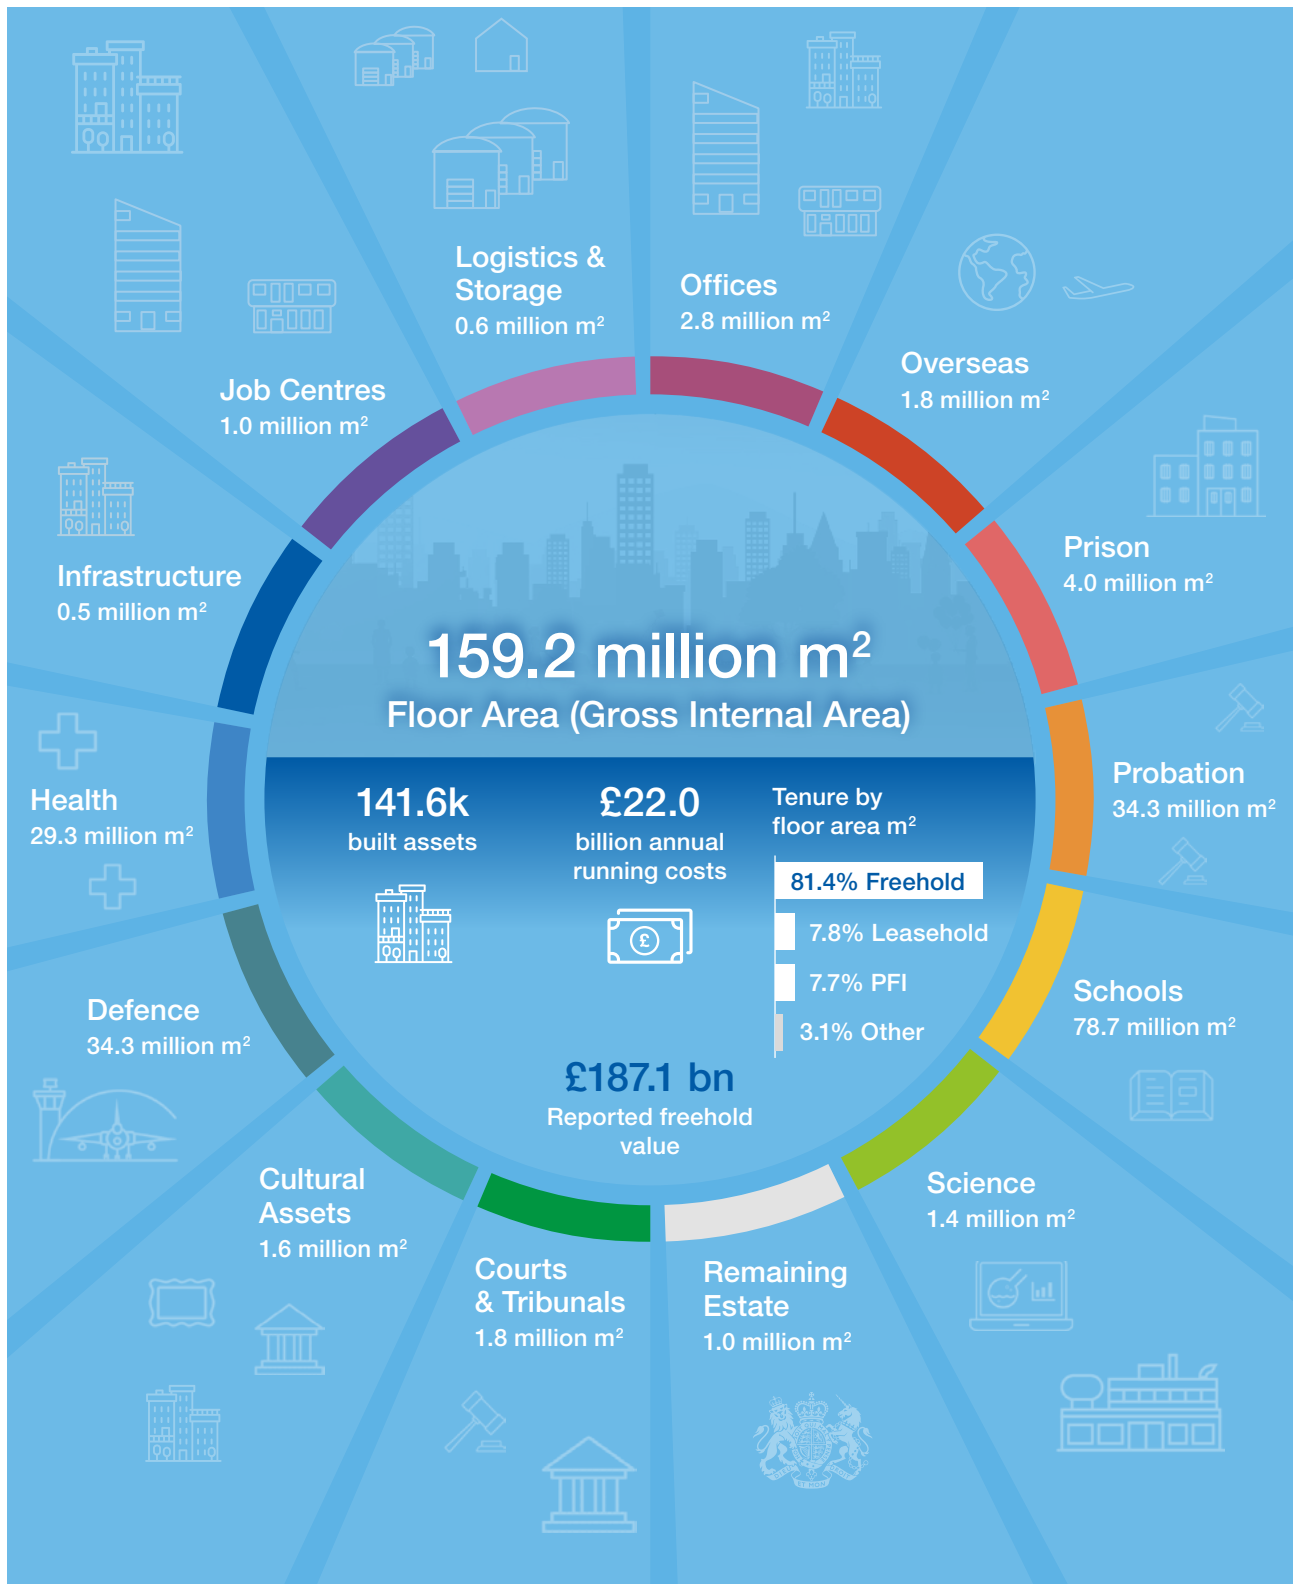 Logistics &
Storage
0.6 million m²
Offices
2.8 million m²
Overseas
1.8 million m²
Job Centres
1.0 million m²
Prison
4.0 million m²
Infrastructure
0.5 million m²
159.2 million m²
Floor Area (Gross Internal Area)
Probation
34.3 million m²
Health
29.3 million m²
141.6k
built assets
£22.0
billion annual
running costs
£
Tenure by
floor area m²
81.4% Freehold
7.8% Leasehold
7.7% PFI
3.1% Other
Schools
78.7 million m²
Defence
34.3 million m²
£187.1 bn
Reported freehold
value
Cultural
Assets
1.6 million m²
Science
1.4 million m²
Courts
& Tribunals
1.8 million m²
Remaining
Estate
1.0 million m²